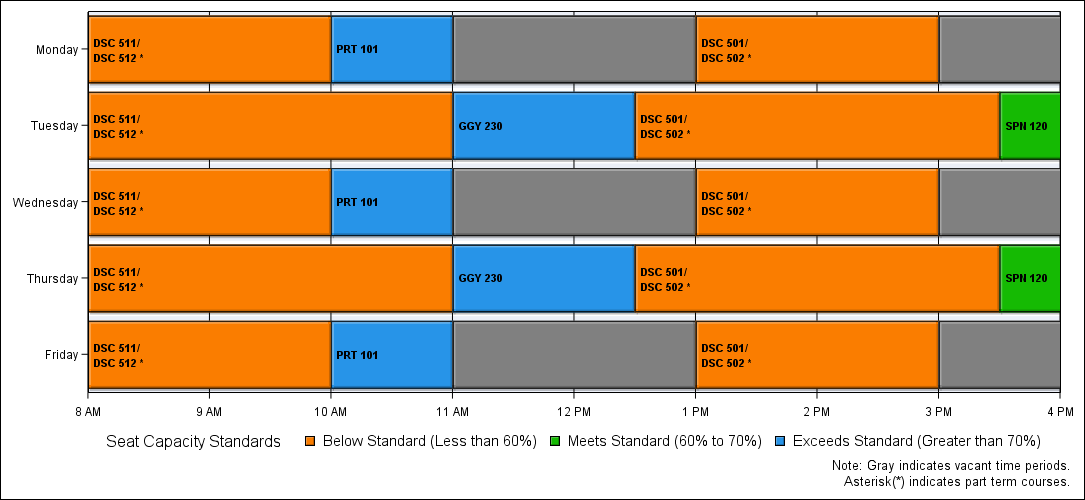 Monday
DSC 511/
DSC 512 *
PRT 101
DSC 501/
DSC 502 *
Tuesday
DSC 511/
DSC 512 *
GGY 230
DSC 501/
DSC 502 *
SPN 120
Wednesday
DSC 511/
DSC 512 *
PRT 101
DSC 501/
DSC 502 *
Thursday
DSC 511/
DSC 512 *
GGY 230
DSC 501/
DSC 502 *
SPN 120
Friday
DSC 511/
DSC 512 *
PRT 101
DSC 501/
DSC 502 *
8 AM 9 AM 10 AM 11 AM 12 PM 1 PM 2 PM 3 PM 4 PM
Seat Capacity Standards Below Standard (Less than 60%) Meets Standard (60% to 70%) Exceeds Standard (Greater than 70%)
Note: Gray indicates vacant time periods.
Asterisk(*) indicates part term courses.